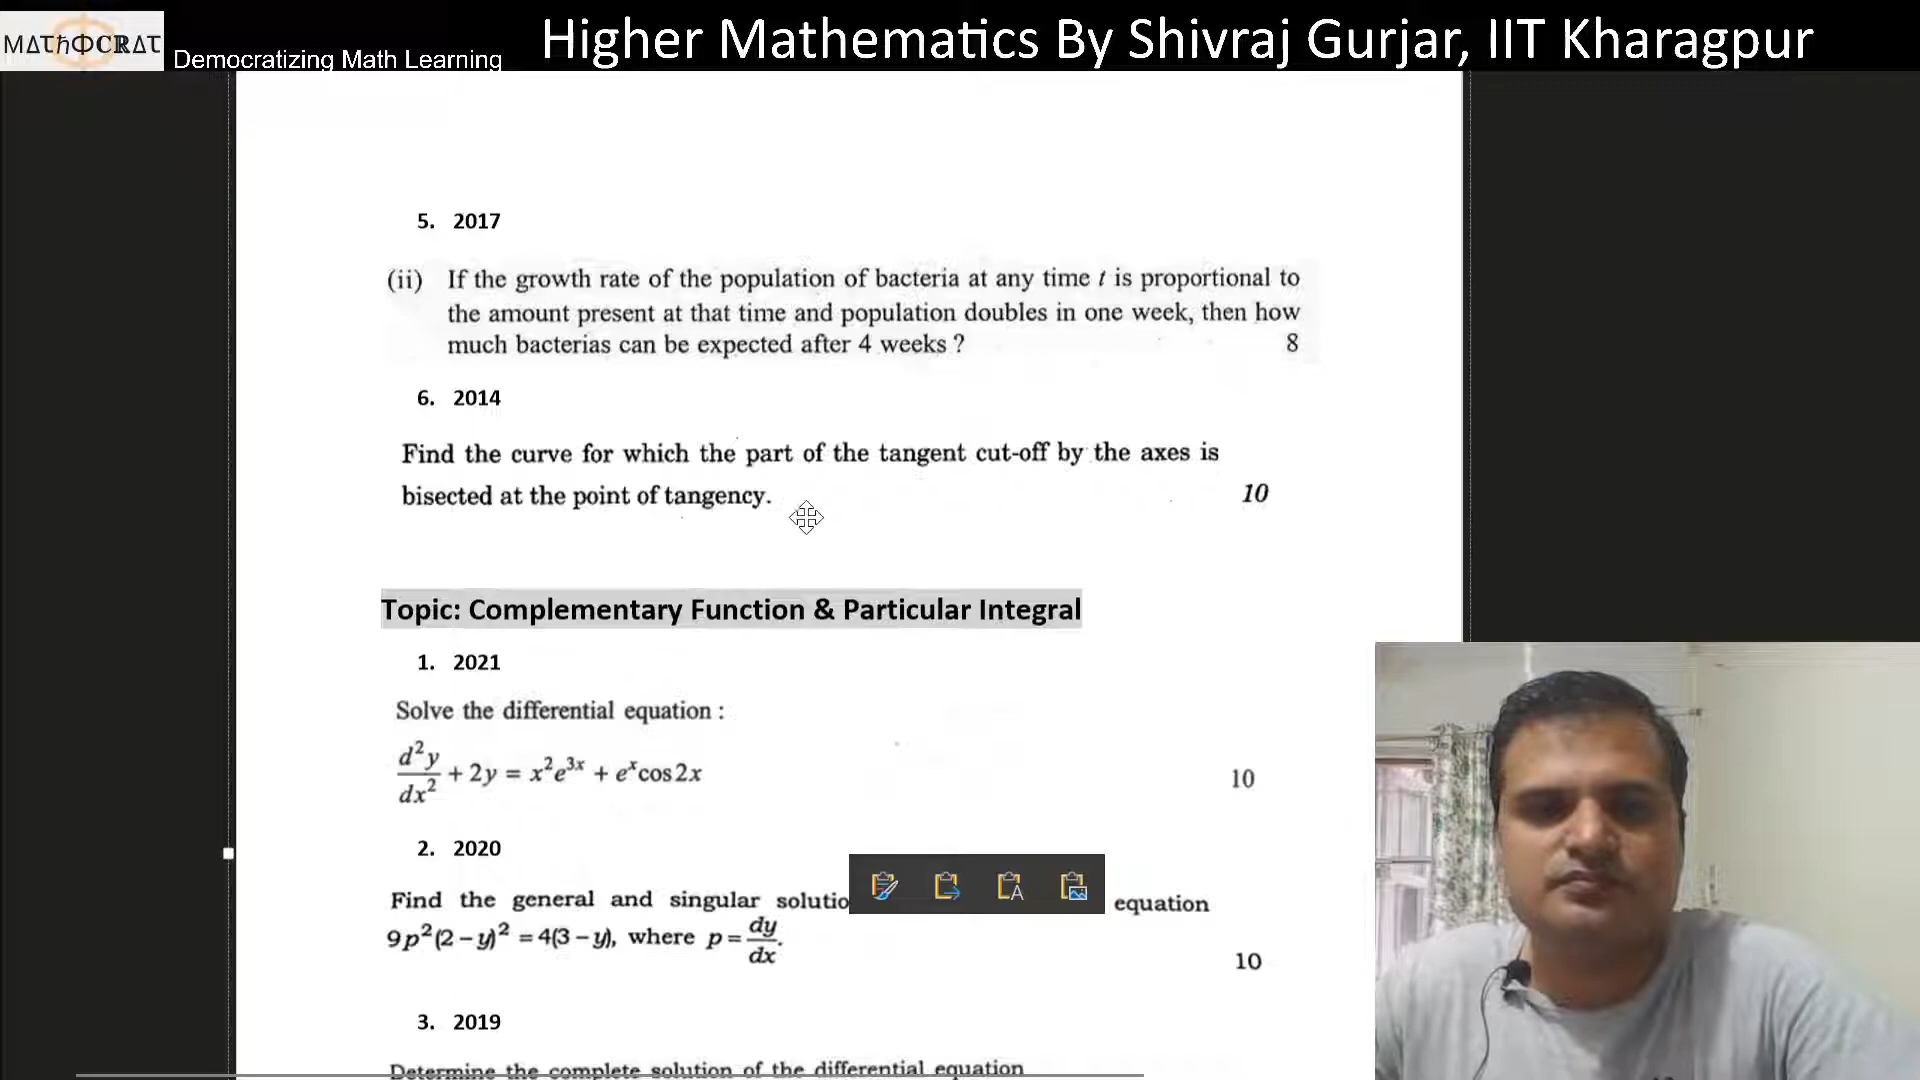 MΔTℏΦCℝΔT
Democratizing Math Learning
Higher Mathematics By Shivraj Gurjar, IIT Kharagpur
5. 2017
(ii) If the growth rate of the population of bacteria at any time t is proportional to
the amount present at that time and population doubles in one week, then how
much bacterias can be expected after 4 weeks ? 8
6. 2014
Find the curve for which the part of the tangent cut-off by the axes is
bisected at the point of tangency. 10
Topic: Complementary Function & Particular Integral
1. 2021
Solve the differential equation :
d²y/dx² + 2y = x²e³ˣ + eˣ cos 2x 10
2. 2020
Find the general and singular solutio equation
9p²(2 – y)² = 4(3 – y), where p = dy/dx. 10
3. 2019
Determine the complete solution of the differential equation